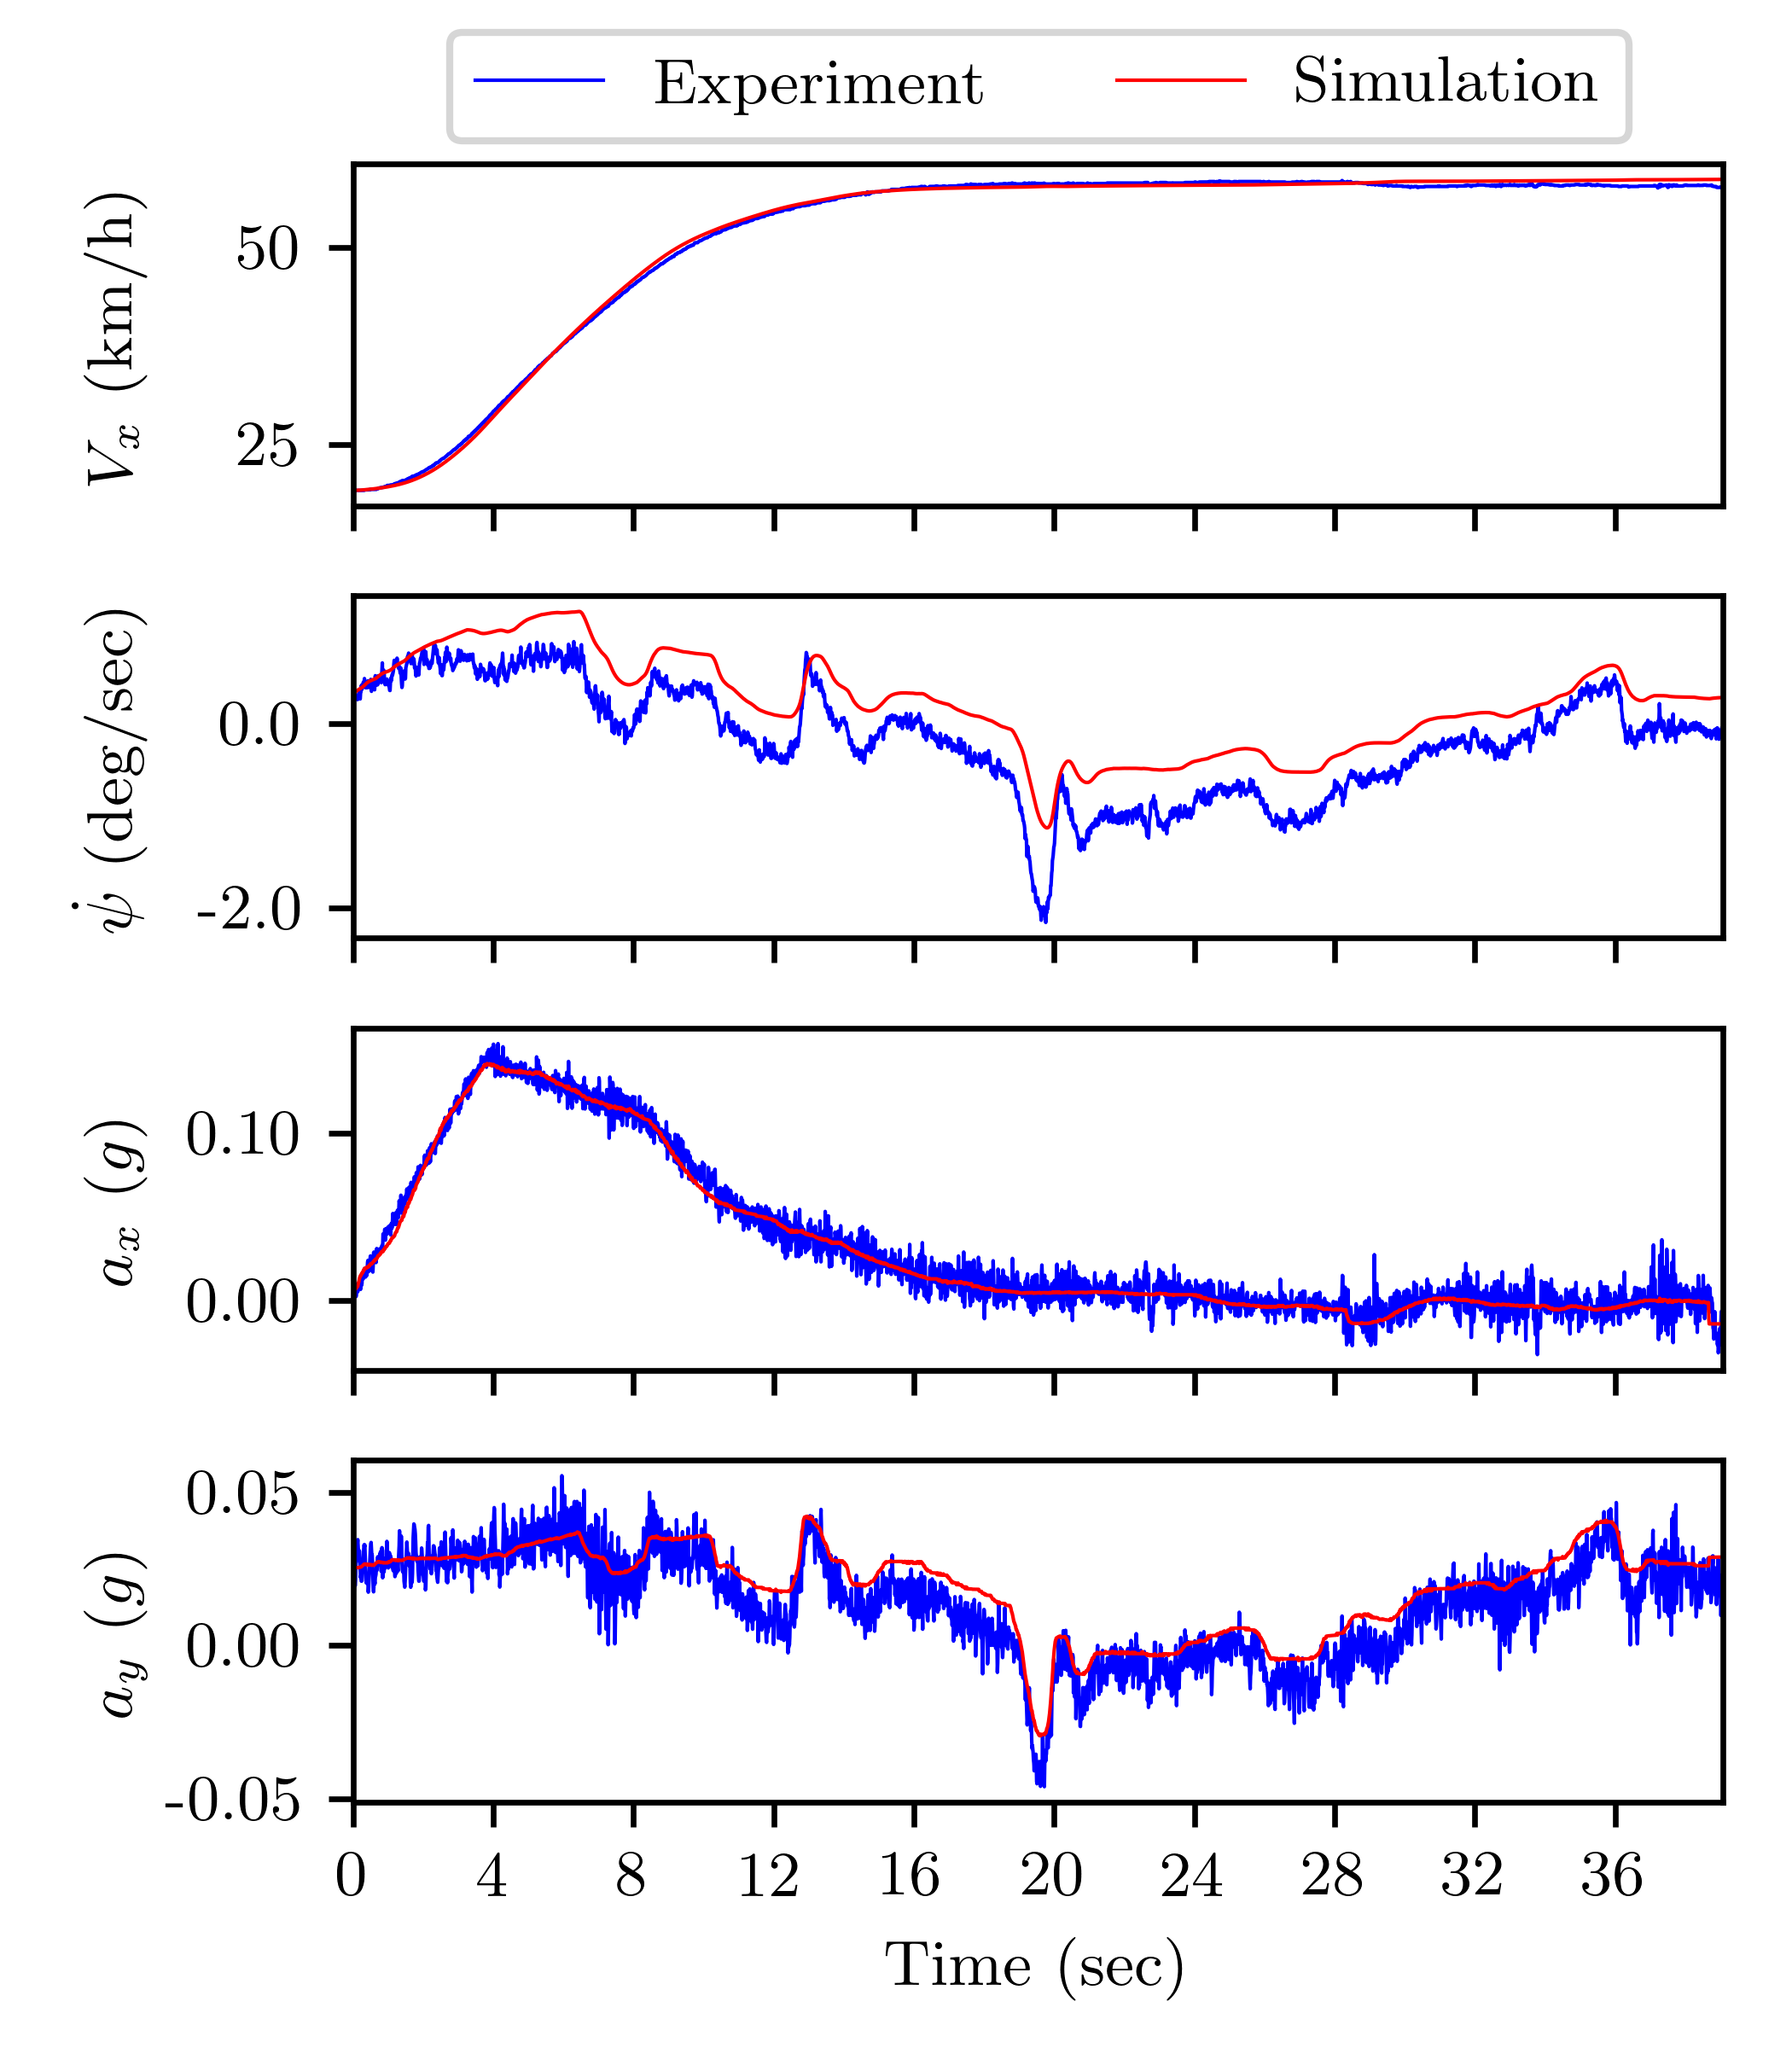 Experiment Simulation
V_x (km/h)
50
25
ψ̇ (deg/sec)
0.0
-2.0
a_x (g)
0.10
0.00
a_y (g)
0.05
0.00
-0.05
0 4 8 12 16 20 24 28 32 36
Time (sec)